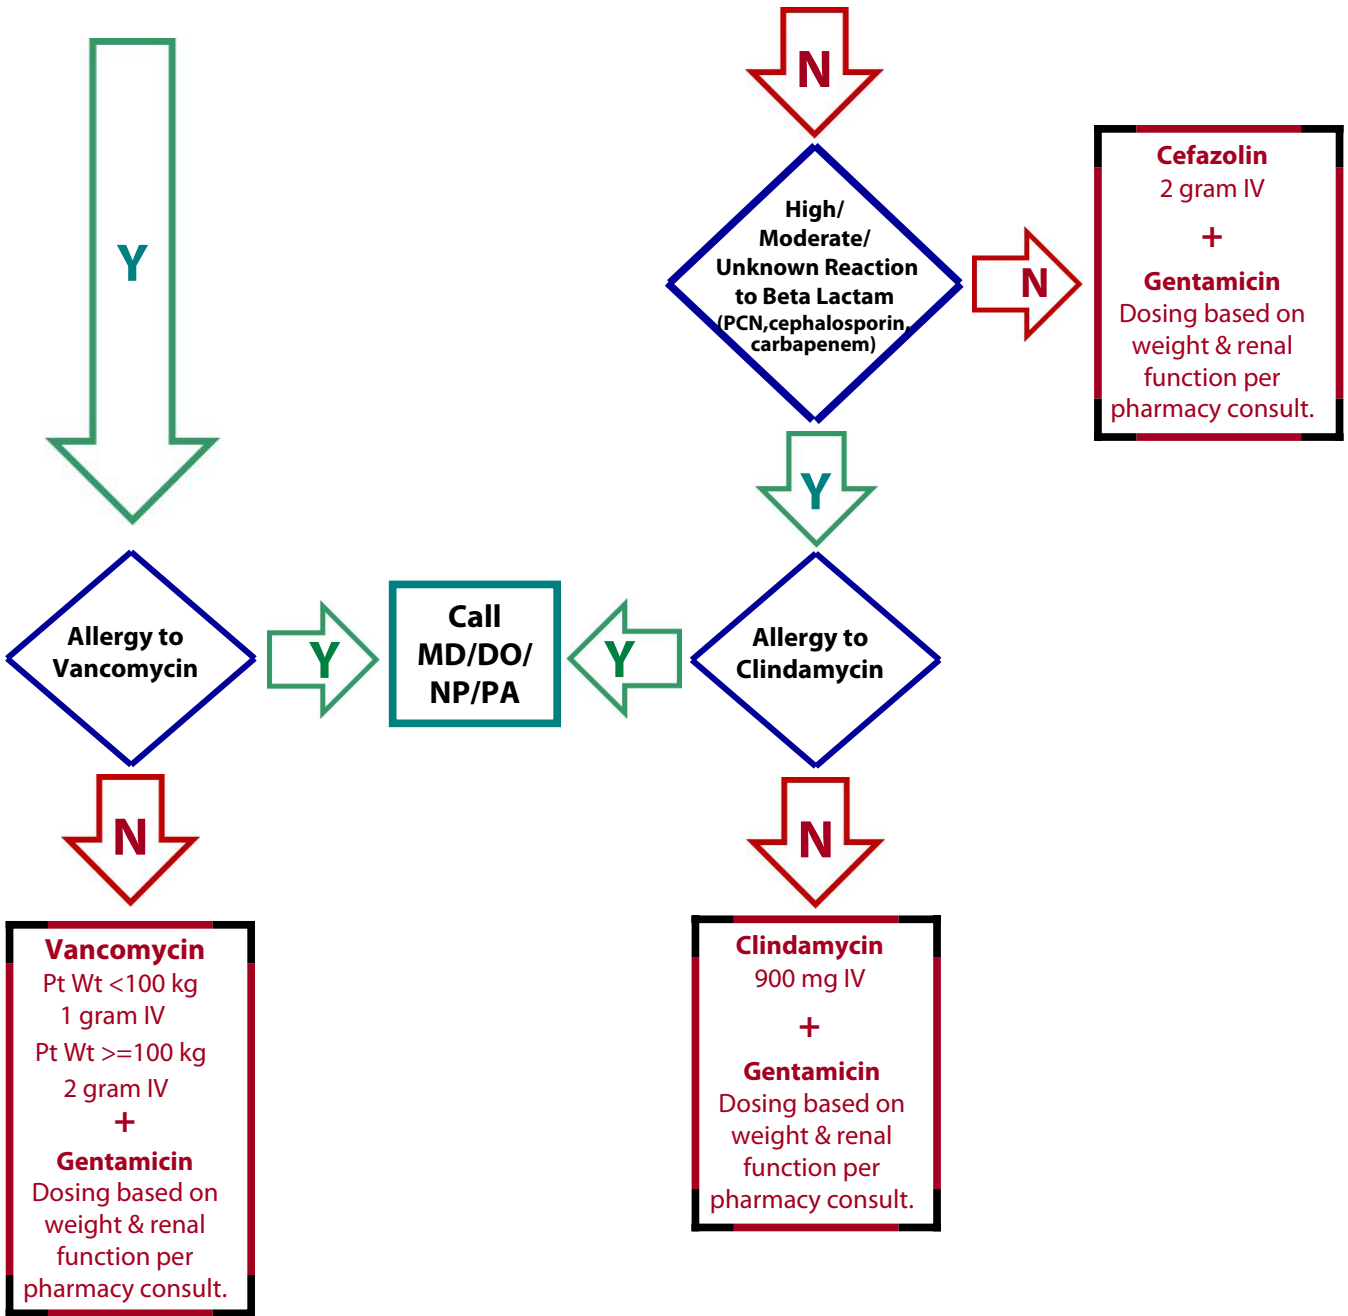 N
Y
High/
Moderate/
Unknown Reaction
to Beta Lactam
(PCN,cephalosporin,
carbapenem)
N
Cefazolin
2 gram IV
+
Gentamicin
Dosing based on
weight & renal
function per
pharmacy consult.
Y
Allergy to
Vancomycin
Y
Call
MD/DO/
NP/PA
Y
Allergy to
Clindamycin
N
N
Vancomycin
Pt Wt <100 kg
1 gram IV
Pt Wt >=100 kg
2 gram IV
+
Gentamicin
Dosing based on
weight & renal
function per
pharmacy consult.
Clindamycin
900 mg IV
+
Gentamicin
Dosing based on
weight & renal
function per
pharmacy consult.